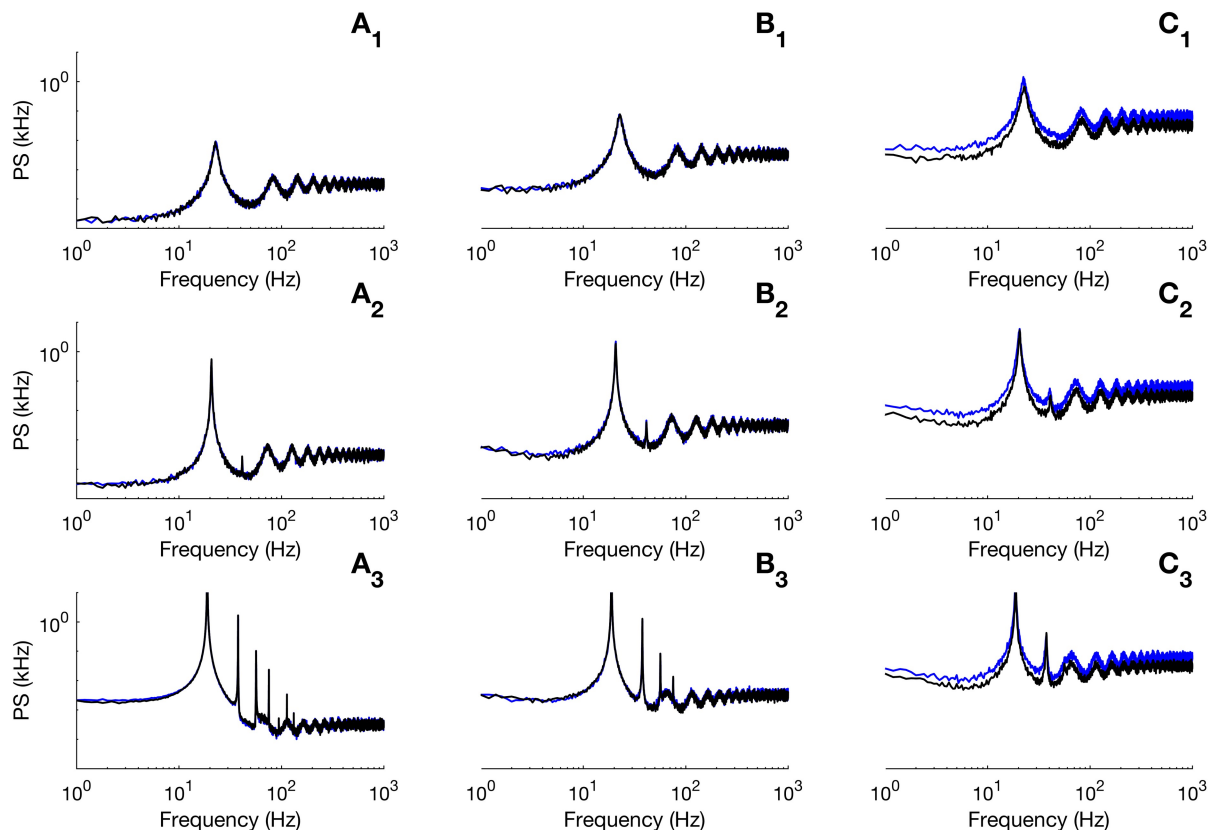 A1 B1 C1
PS (kHz) 10^0
10^0 10^1 10^2 10^3 10^0 10^1 10^2 10^3 10^0 10^1 10^2 10^3
Frequency (Hz) Frequency (Hz) Frequency (Hz)
A2 B2 C2
PS (kHz) 10^0
10^0 10^1 10^2 10^3 10^0 10^1 10^2 10^3 10^0 10^1 10^2 10^3
Frequency (Hz) Frequency (Hz) Frequency (Hz)
A3 B3 C3
PS (kHz) 10^0
10^0 10^1 10^2 10^3 10^0 10^1 10^2 10^3 10^0 10^1 10^2 10^3
Frequency (Hz) Frequency (Hz) Frequency (Hz)